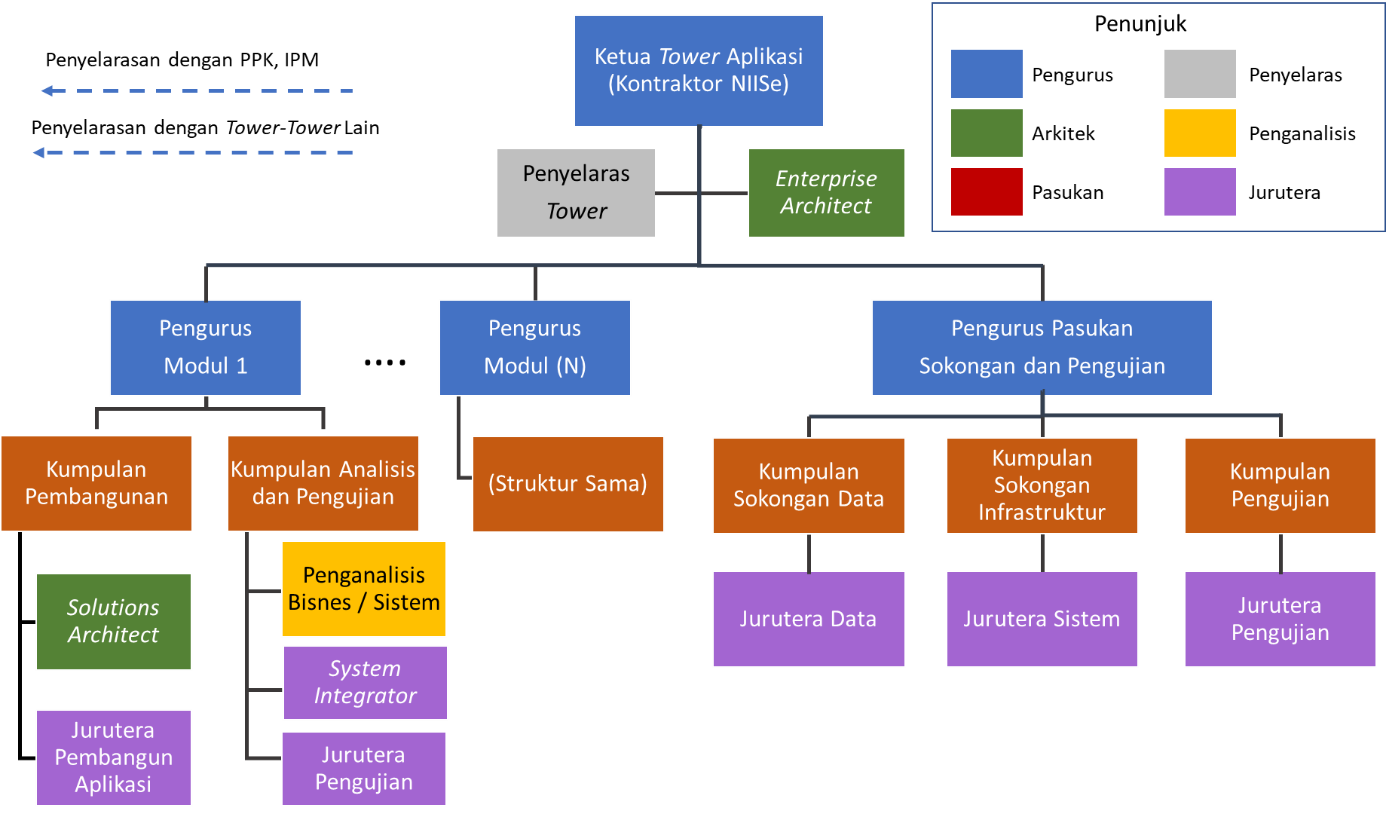 Penyelarasan dengan PPK, IPM
Penyelarasan dengan Tower-Tower Lain
Ketua Tower Aplikasi
(Kontraktor NIISe)
Penunjuk
Pengurus
Penyelaras
Arkitek
Penganalisis
Pasukan
Jurutera
Penyelaras
Tower
Enterprise
Architect
Pengurus
Modul 1
....
Pengurus
Modul (N)
Pengurus Pasukan
Sokongan dan Pengujian
Kumpulan
Pembangunan
Kumpulan Analisis
dan Pengujian
(Struktur Sama)
Kumpulan
Sokongan Data
Kumpulan
Sokongan
Infrastruktur
Kumpulan
Pengujian
Solutions
Architect
Jurutera
Pembangun
Aplikasi
Penganalisis
Bisnes / Sistem
System
Integrator
Jurutera
Pengujian
Jurutera Data
Jurutera Sistem
Jurutera
Pengujian